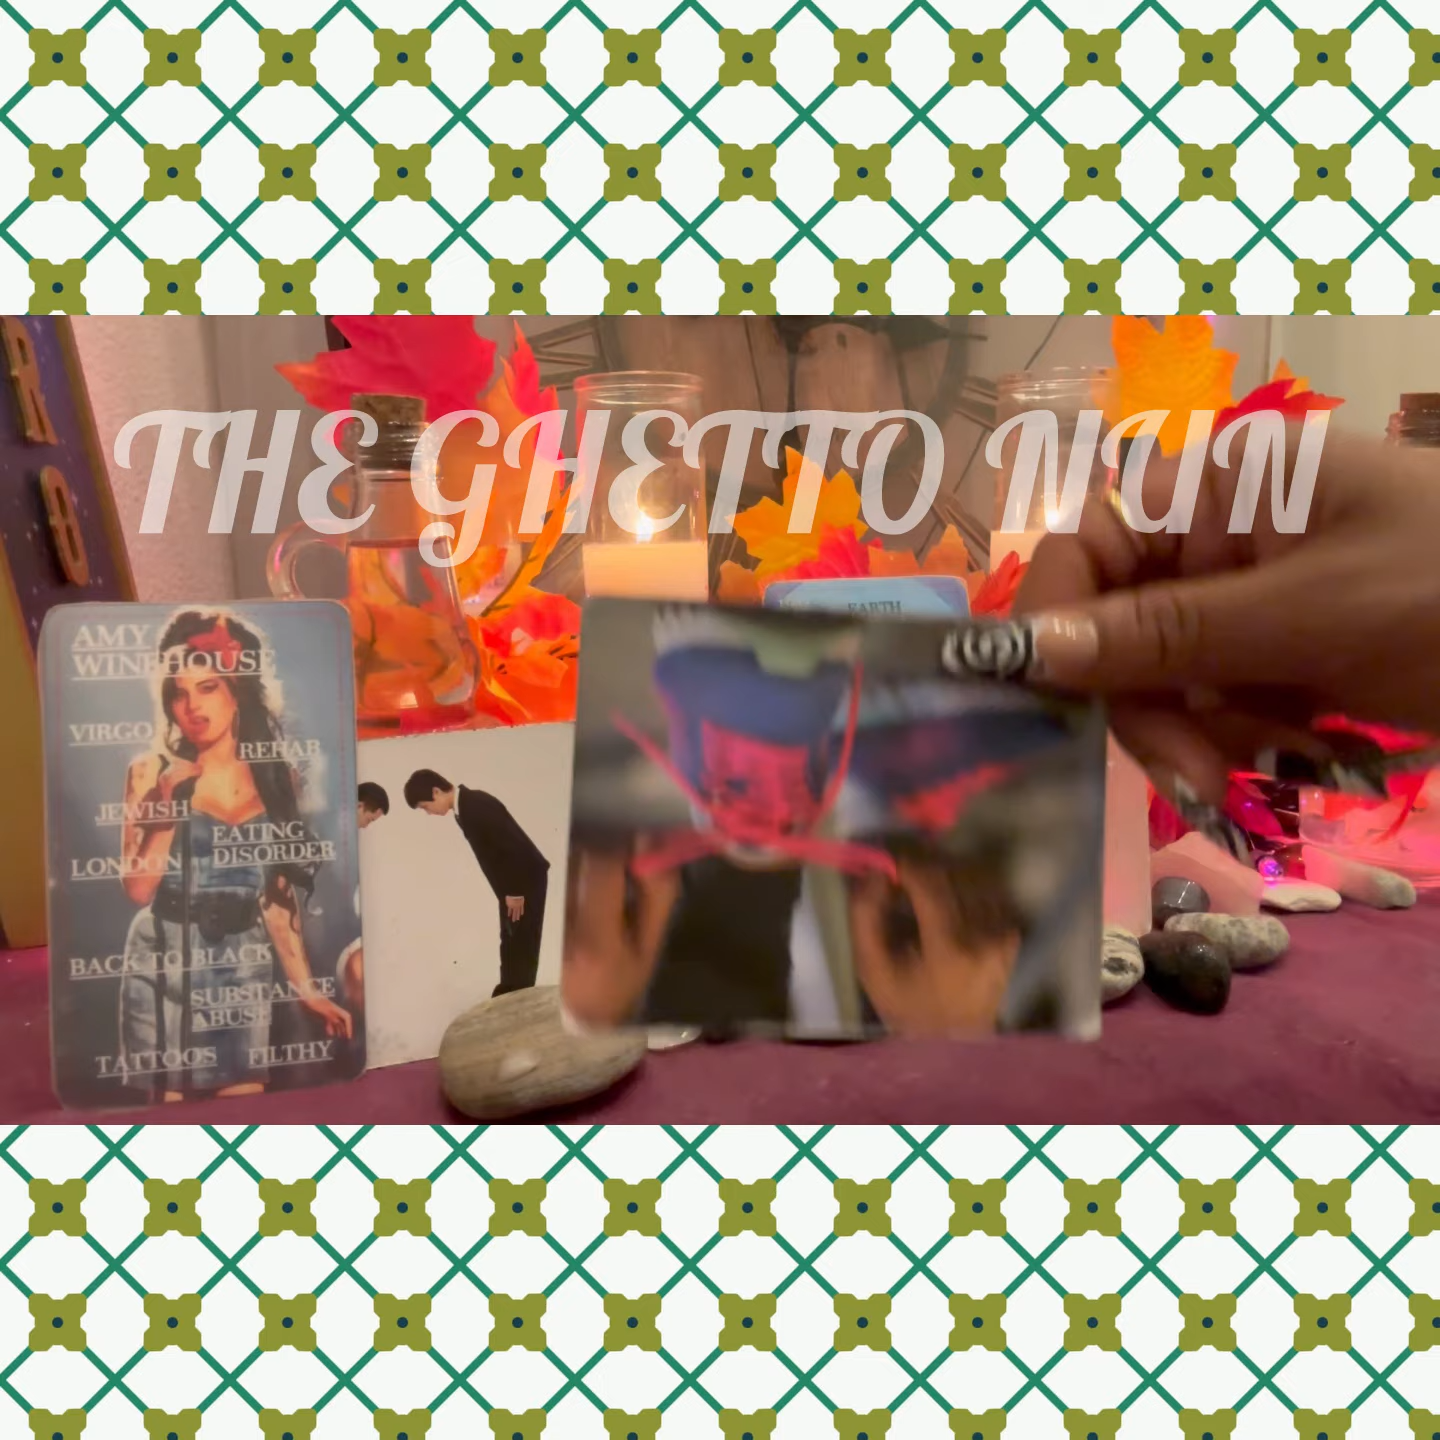 THE GHETTO NUN
R
O
EARTH
AMY
WINEHOUSE
VIRGO
REHAB
JEWISH
EATING
DISORDER
LONDON
BACK TO BLACK
SUBSTANCE
ABUSE
TATTOOS FILTHY